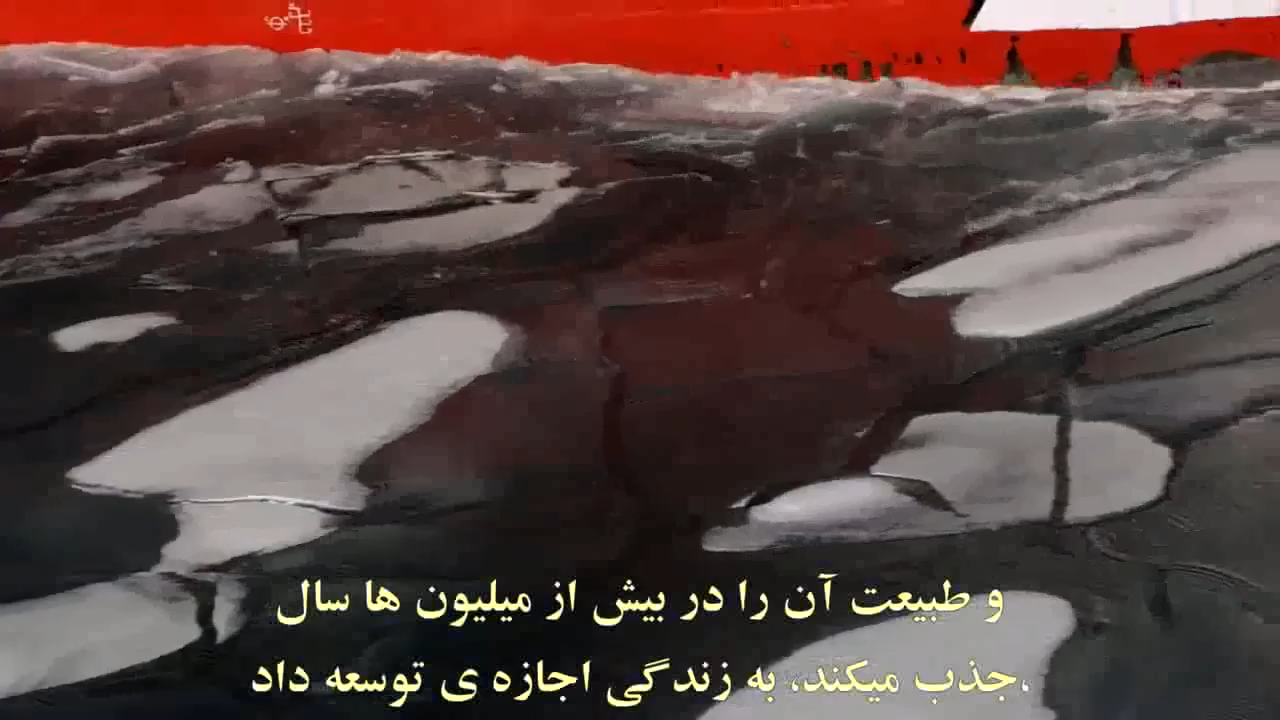 و طبیعت آن را در بیش از میلیون ها سال
جذب میکند، به زندگی اجازه ی توسعه داد،